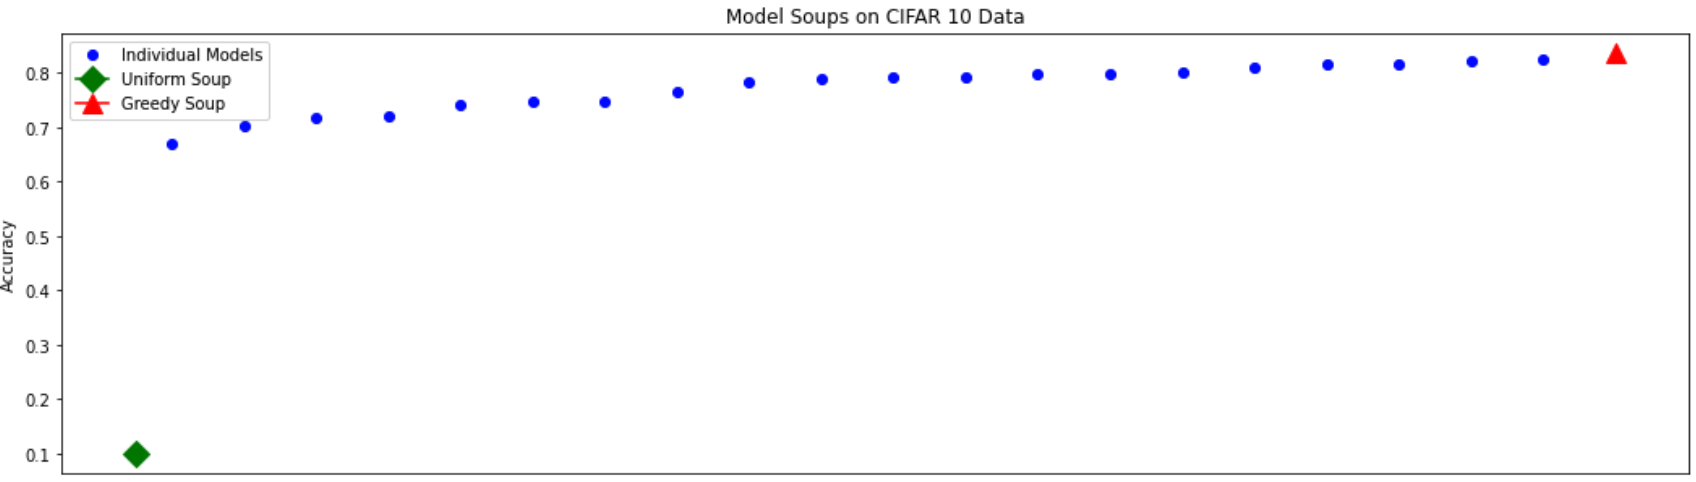 Model Soups on CIFAR 10 Data
Individual Models
Uniform Soup
Greedy Soup
0.8
0.7
0.6
0.5
0.4
0.3
0.2
0.1
Accuracy